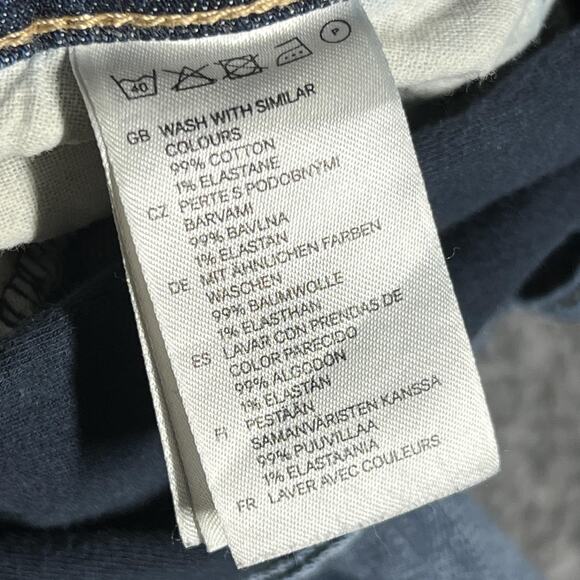 40 P
GB WASH WITH SIMILAR
COLOURS
99% COTTON
1% ELASTANE
CZ PERTE S PODOBNÝMI
BARVAMI
99% BAVLNA
1% ELASTAN
DE MIT ÄHNLICHEN FARBEN
WASCHEN
99% BAUMWOLLE
1% ELASTHAN
ES LAVAR CON PRENDAS DE
COLOR PARECIDO
99% ALGODÓN
1% ELASTÁN
FI PESTÄÄN
SAMANVÄRISTEN KANSSA
99% PUUVILLAA
1% ELASTAANIA
FR LAVER AVEC COULEURS